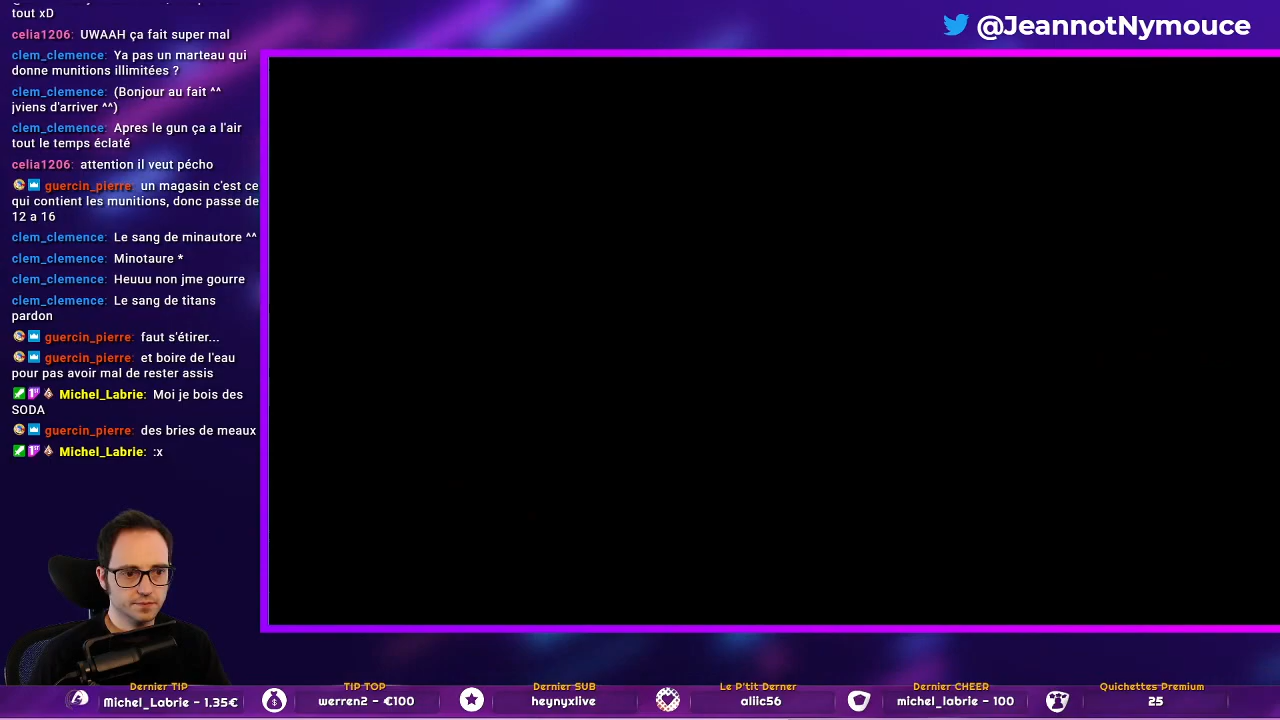 tout xD
celia1206: UWAAH ça fait super mal
clem_clemence: Ya pas un marteau qui
donne munitions illimitées ?
clem_clemence: (Bonjour au fait ^^
jviens d'arriver ^^)
clem_clemence: Apres le gun ça a l'air
tout le temps éclaté
celia1206: attention il veut pécho
guercin_pierre: un magasin c'est ce
qui contient les munitions, donc passe de
12 a 16
clem_clemence: Le sang de minautore ^^
clem_clemence: Minotaure *
clem_clemence: Heuuu non jme gourre
clem_clemence: Le sang de titans
pardon
guercin_pierre: faut s'étirer...
guercin_pierre: et boire de l'eau
pour pas avoir mal de rester assis
Michel_Labrie: Moi je bois des
SODA
guercin_pierre: des bries de meaux
Michel_Labrie: :x
@JeannotNymouce
Dernier TIP
Michel_Labrie - 1.35€
TIP TOP
werren2 - €100
Dernier SUB
heynyxlive
Le P'tit Derner
aliic56
Dernier CHEER
michel_labrie - 100
Quichettes Premium
25